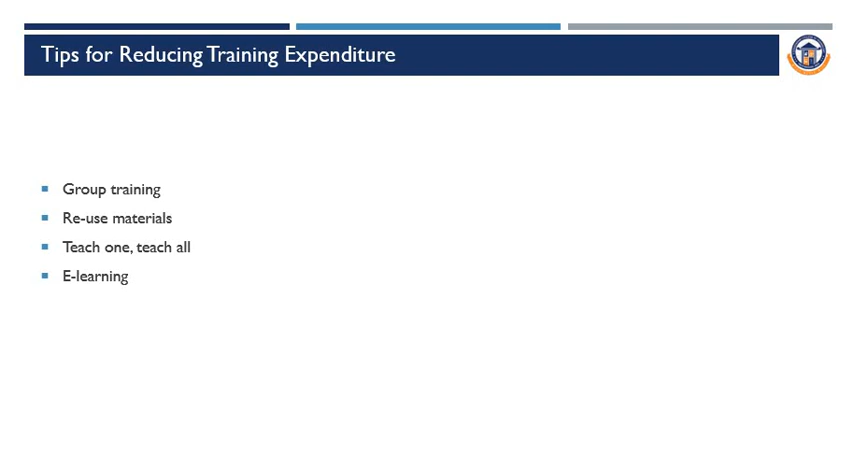 Tips for Reducing Training Expenditure
Group training
Re-use materials
Teach one, teach all
E-learning